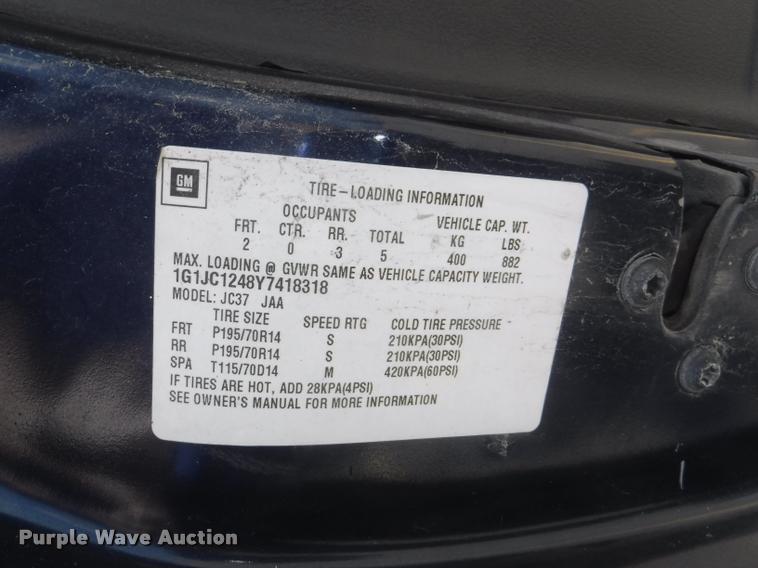 GM
TIRE-LOADING INFORMATION
OCCUPANTS VEHICLE CAP. WT.
FRT. CTR. RR. TOTAL KG LBS
2 0 3 5 400 882
MAX. LOADING @ GVWR SAME AS VEHICLE CAPACITY WEIGHT.
1G1JC1248Y7418318
MODEL: JC37 JAA
TIRE SIZE SPEED RTG COLD TIRE PRESSURE
FRT P195/70R14 S 210KPA(30PSI)
RR P195/70R14 S 210KPA(30PSI)
SPA T115/70D14 M 420KPA(60PSI)
IF TIRES ARE HOT, ADD 28KPA(4PSI)
SEE OWNER'S MANUAL FOR MORE INFORMATION
Purple Wave Auction